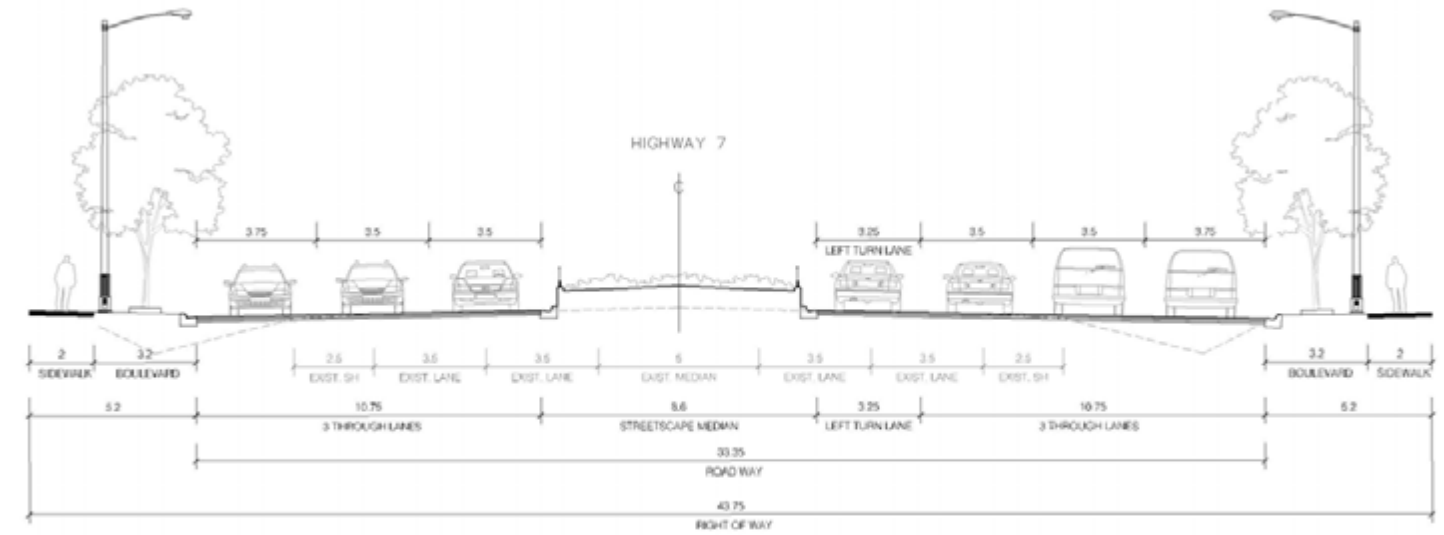 HIGHWAY 7
C
3.75 3.5 3.5 3.25 3.5 3.5 3.75
LEFT TURN LANE
2 3.2 2.5 3.5 3.5 5 3.5 3.5 2.5 3.2 2
SIDEWALK BOULEVARD EXIST. SH EXIST. LANE EXIST. LANE EXIST. MEDIAN EXIST. LANE EXIST. LANE EXIST. SH BOULEVARD SIDEWALK
5.2 10.75 8.6 3.25 10.75 5.2
3 THROUGH LANES STREETSCAPE MEDIAN LEFT TURN LANE 3 THROUGH LANES
33.35
ROAD WAY
43.75
RIGHT OF WAY